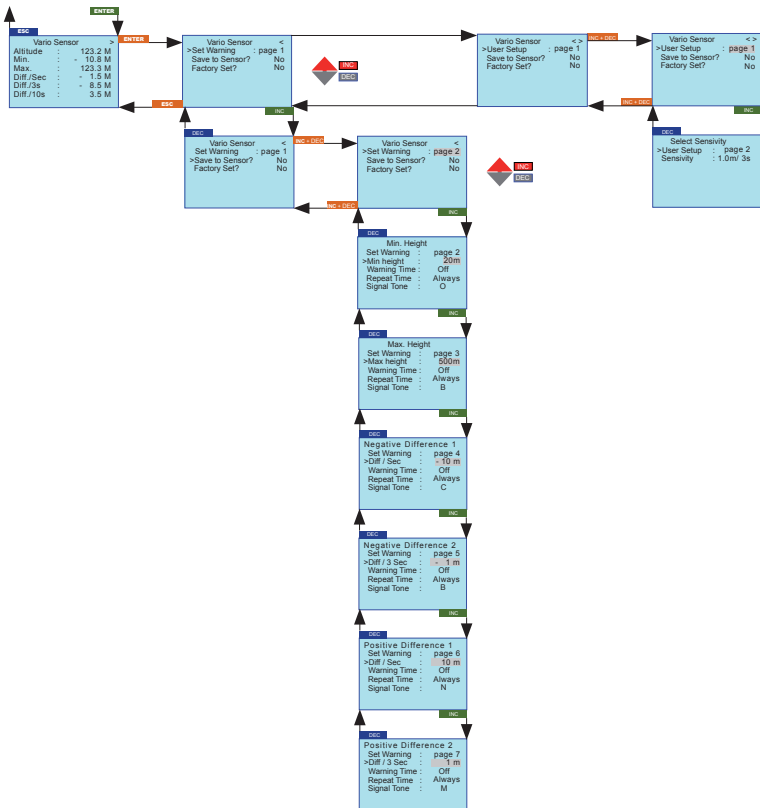 ENTER
ESC
Vario Sensor >
Altitude : 123.2 M
Min. : - 10.8 M
Max. : 123.3 M
Diff./Sec : - 1.5 M
Diff./3s : - 8.5 M
Diff./10s : 3.5 M
ENTER
ESC
Vario Sensor <
>Set Warning : page 1
Save to Sensor? No
Factory Set? No
INC
DEC
INC
Vario Sensor < >
>User Setup : page 1
Save to Sensor? No
Factory Set? No
INC + DEC
INC + DEC
Vario Sensor < >
>User Setup : page 1
Save to Sensor? No
Factory Set? No
INC
DEC
Select Sensivity
>User Setup : page 2
Sensivity : 1.0m/ 3s
DEC
Vario Sensor <
Set Warning : page 1
>Save to Sensor? No
Factory Set? No
INC + DEC
INC + DEC
Vario Sensor <
>Set Warning : page 2
Save to Sensor? No
Factory Set? No
INC
DEC
INC
DEC
Min. Height
Set Warning : page 2
>Min height : 20m
Warning Time : Off
Repeat Time : Always
Signal Tone : O
INC
DEC
Max. Height
Set Warning : page 3
>Max height : 500m
Warning Time : Off
Repeat Time : Always
Signal Tone : B
INC
DEC
Negative Difference 1
Set Warning : page 4
>Diff / Sec : - 10 m
Warning Time : Off
Repeat Time : Always
Signal Tone : C
INC
DEC
Negative Difference 2
Set Warning : page 5
>Diff / 3 Sec : - 1 m
Warning Time : Off
Repeat Time : Always
Signal Tone : B
INC
DEC
Positive Difference 1
Set Warning : page 6
>Diff / Sec : 10 m
Warning Time : Off
Repeat Time : Always
Signal Tone : N
INC
DEC
Positive Difference 2
Set Warning : page 7
>Diff / 3 Sec : 1 m
Warning Time : Off
Repeat Time : Always
Signal Tone : M